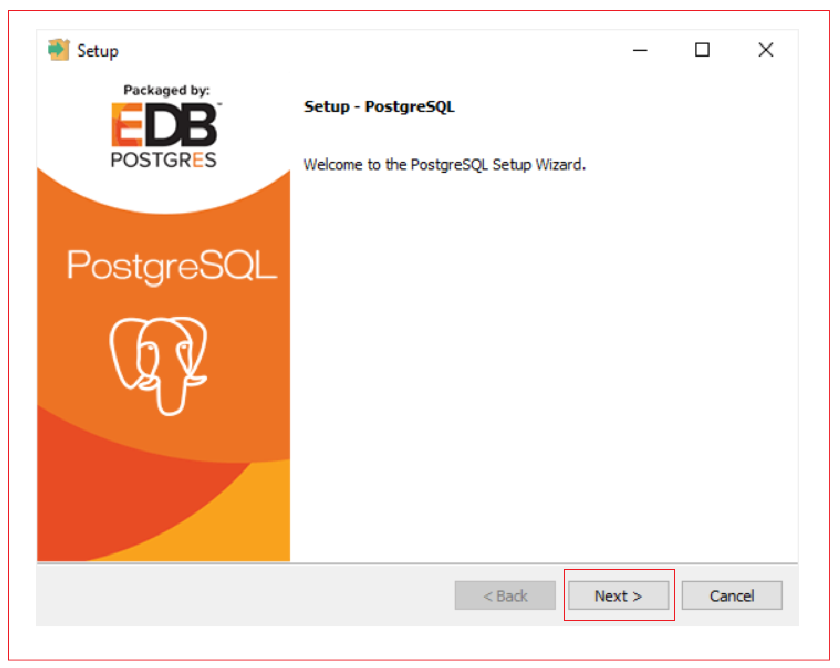 Setup
Packaged by:
EDB
POSTGRES
PostgreSQL
Setup - PostgreSQL
Welcome to the PostgreSQL Setup Wizard.
< Back
Next >
Cancel